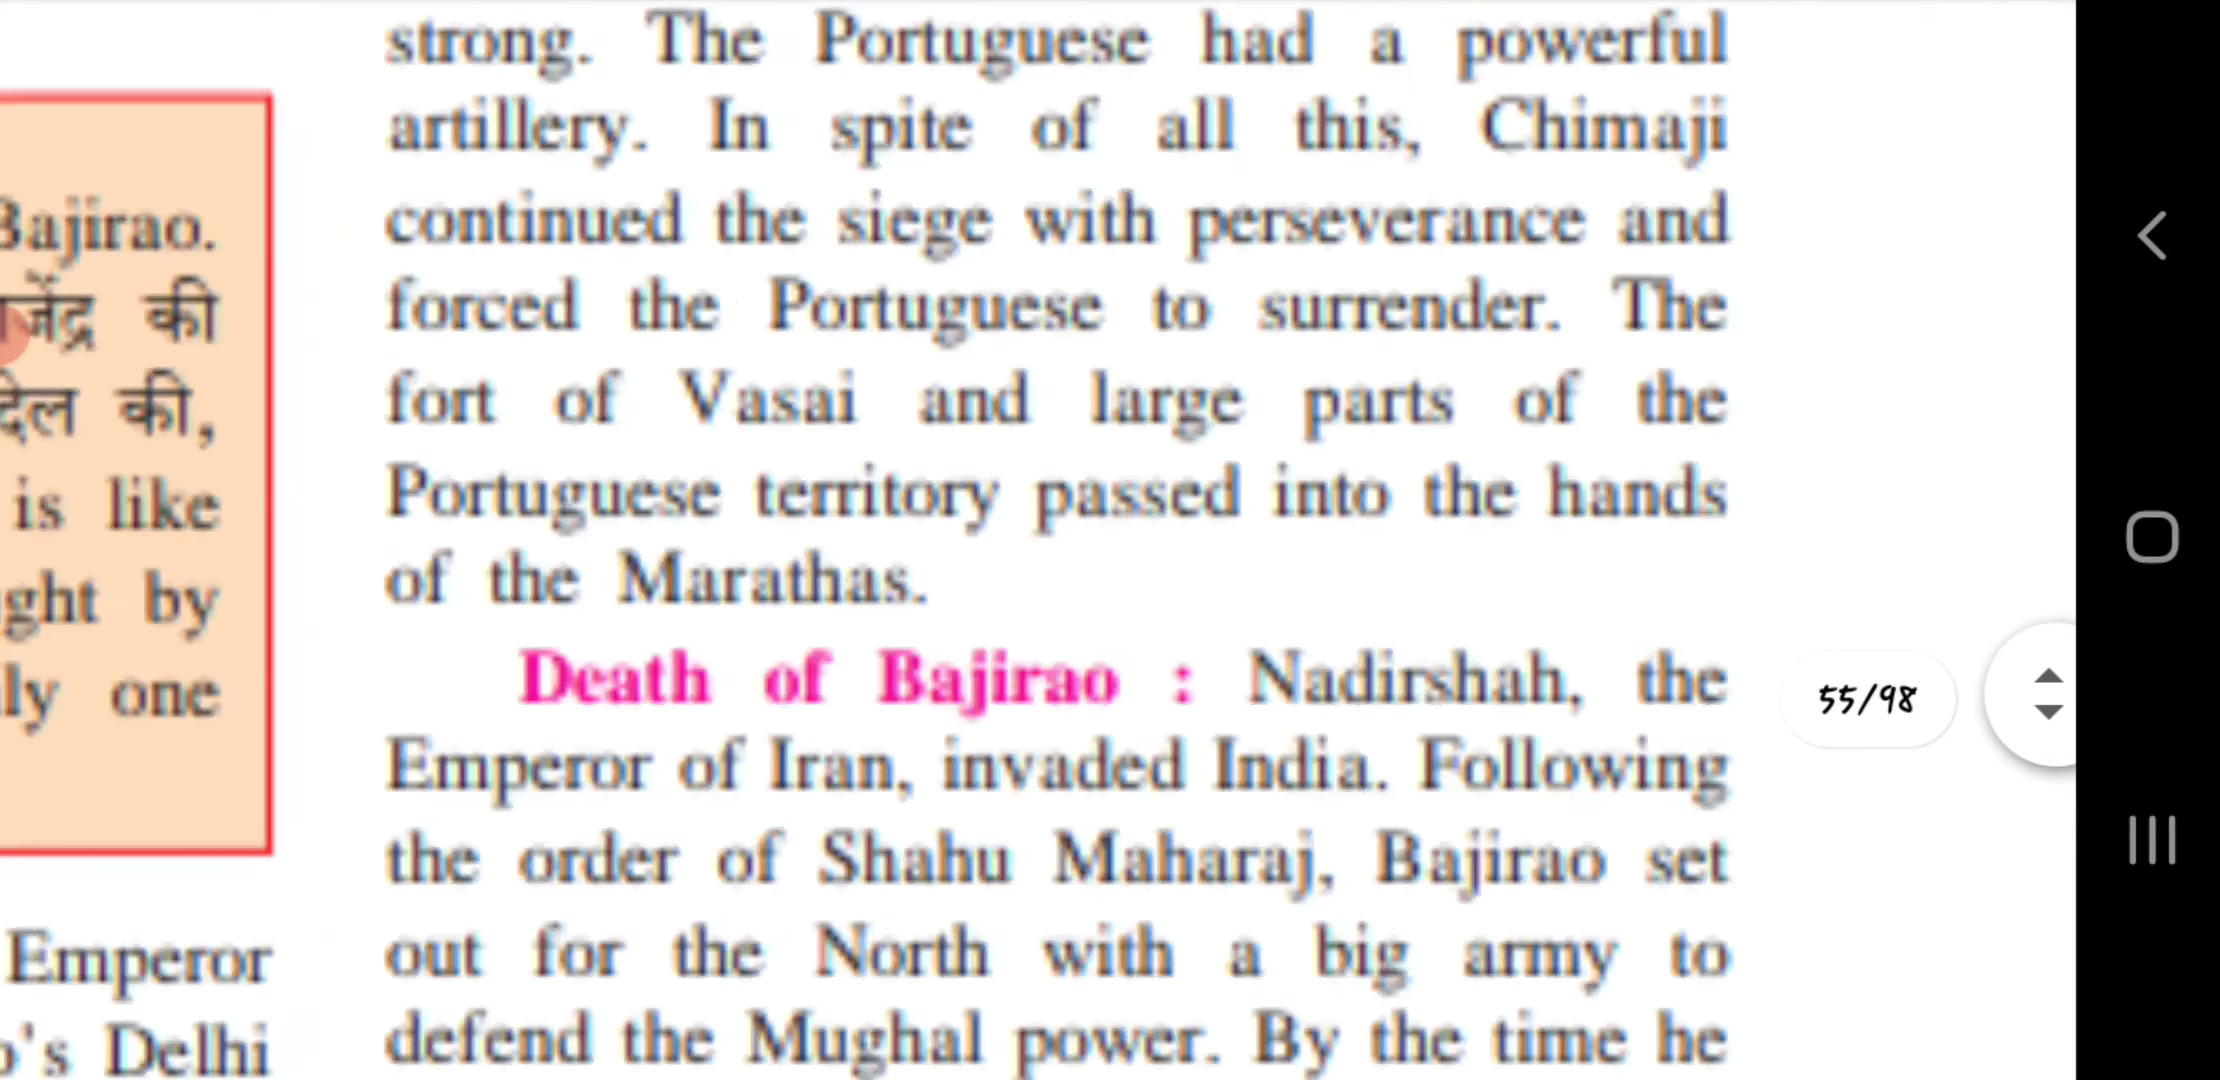 Bajirao.
की
की,
is like
ght by
ly one
Emperor
o's Delhi
strong. The Portuguese had a powerful
artillery. In spite of all this, Chimaji
continued the siege with perseverance and
forced the Portuguese to surrender. The
fort of Vasai and large parts of the
Portuguese territory passed into the hands
of the Marathas.
Death of Bajirao : Nadirshah, the
Emperor of Iran, invaded India. Following
the order of Shahu Maharaj, Bajirao set
out for the North with a big army to
defend the Mughal power. By the time he
55/98